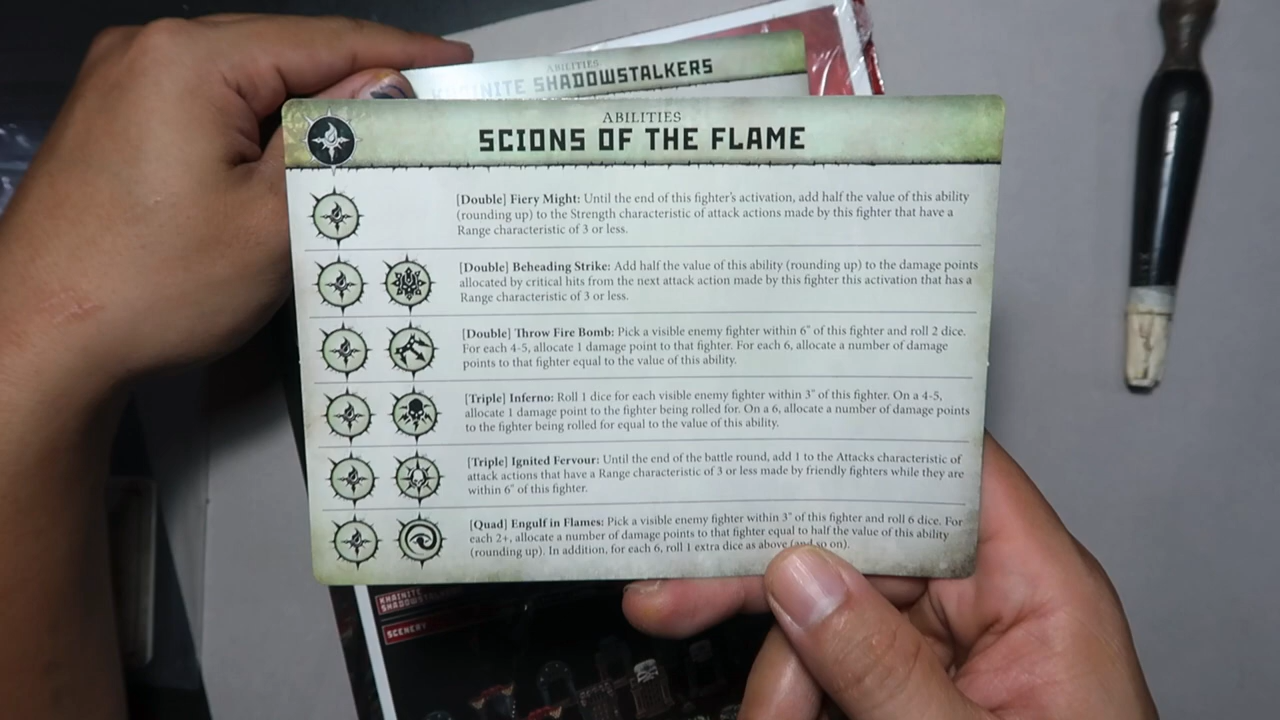 ABILITIES
KHAINITE SHADOWSTALKERS
ABILITIES
SCIONS OF THE FLAME
[Double] Fiery Might: Until the end of this fighter's activation, add half the value of this ability
(rounding up) to the Strength characteristic of attack actions made by this fighter that have a
Range characteristic of 3 or less.
[Double] Beheading Strike: Add half the value of this ability (rounding up) to the damage points
allocated by critical hits from the next attack action made by this fighter this activation that has a
Range characteristic of 3 or less.
[Double] Throw Fire Bomb: Pick a visible enemy fighter within 6" of this fighter and roll 2 dice.
For each 4-5, allocate 1 damage point to that fighter. For each 6, allocate a number of damage
points to that fighter equal to the value of this ability.
[Triple] Inferno: Roll 1 dice for each visible enemy fighter within 3" of this fighter. On a 4-5,
allocate 1 damage point to the fighter being rolled for. On a 6, allocate a number of damage points
to the fighter being rolled for equal to the value of this ability.
[Triple] Ignited Fervour: Until the end of the battle round, add 1 to the Attacks characteristic of
attack actions that have a Range characteristic of 3 or less made by friendly fighters while they are
within 6" of this fighter.
[Quad] Engulf in Flames: Pick a visible enemy fighter within 3" of this fighter and roll 6 dice. For
each 2+, allocate a number of damage points to that fighter equal to half the value of this ability
(rounding up). In addition, for each 6, roll 1 extra dice as above (and so on).
KHAINITE
SHADOWSTALKERS
SCENERY